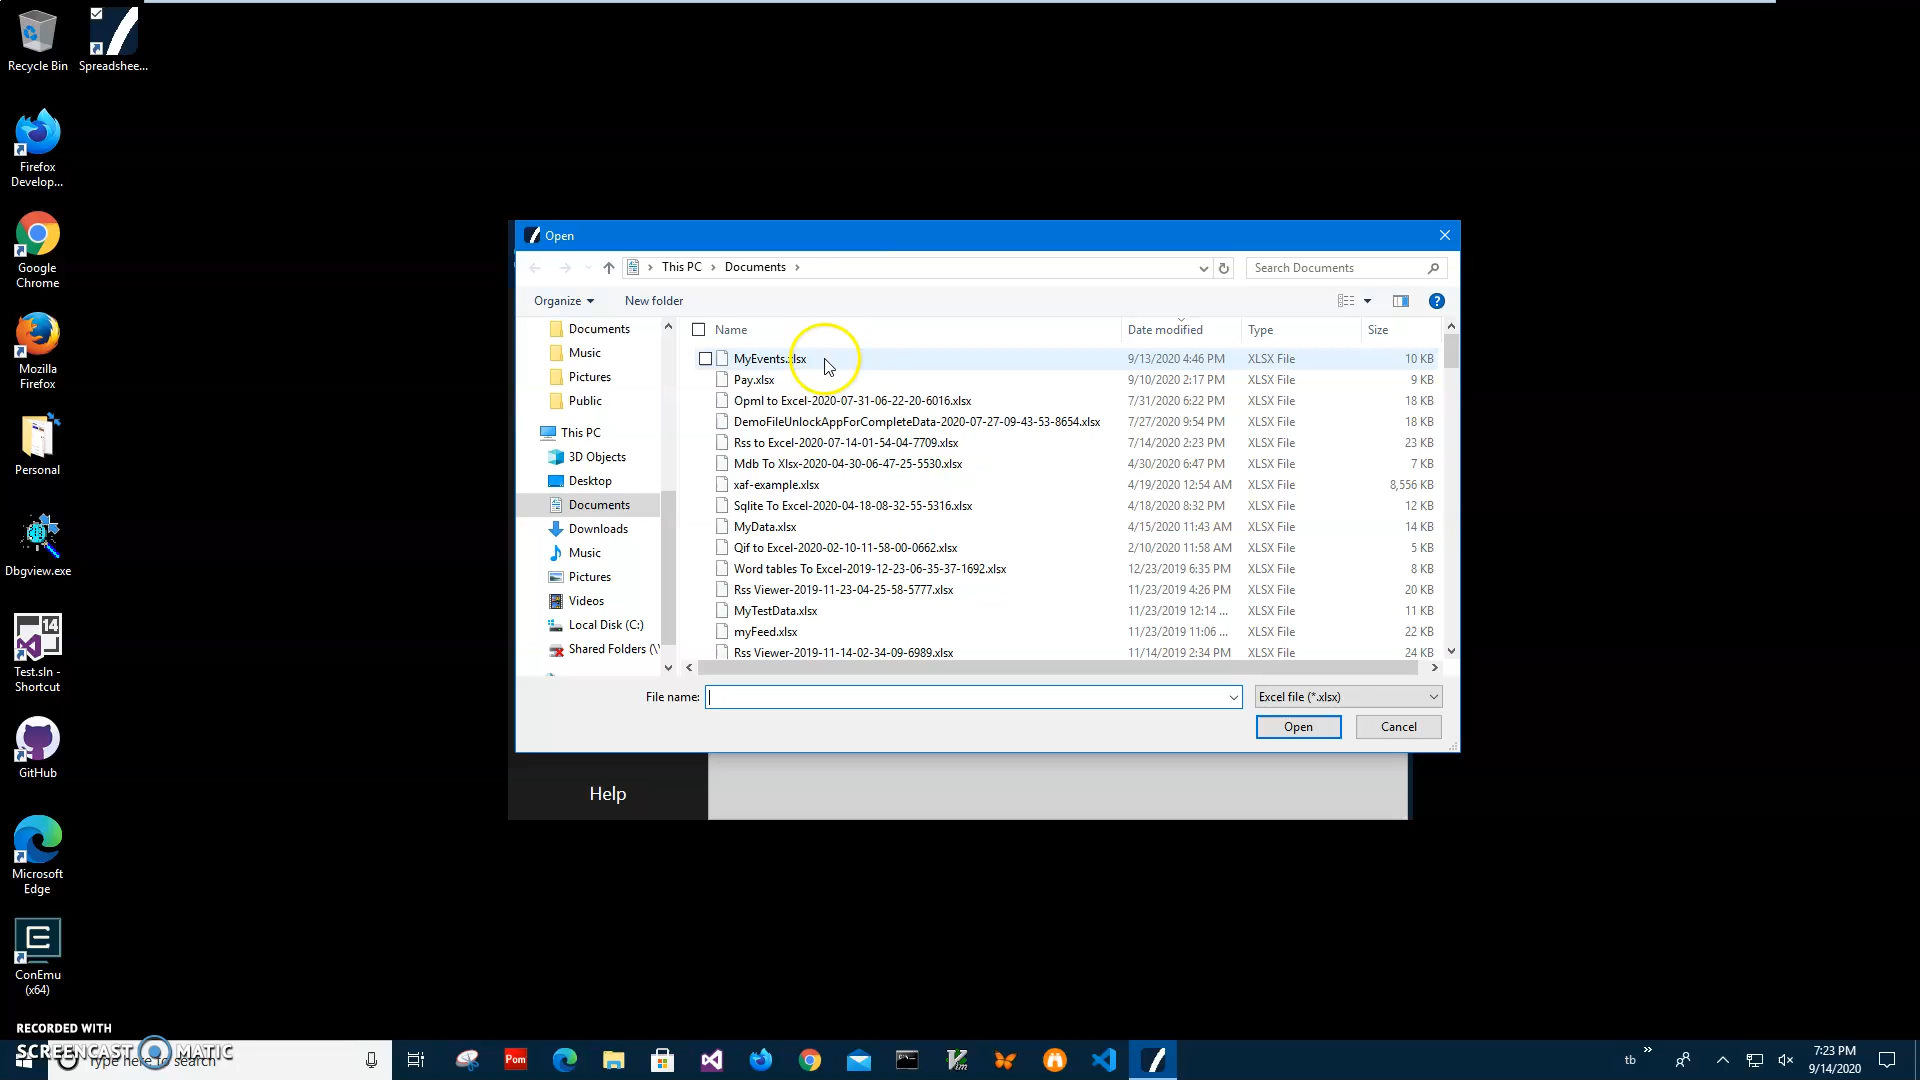 Recycle Bin
Spreadshee...
Firefox
Develop...
Google
Chrome
Mozilla
Firefox
Personal
Dbgview.exe
14
Test.sln -
Shortcut
GitHub
Microsoft
Edge
ConEmu
(x64)
Open
This PC
Documents
Search Documents
Organize
New folder
?
Documents
Music
Pictures
Public
This PC
3D Objects
Desktop
Documents
Downloads
Music
Pictures
Videos
Local Disk (C:)
Shared Folders (\\
Name Date modified Type Size
MyEvents.xlsx 9/13/2020 4:46 PM XLSX File 10 KB
Pay.xlsx 9/10/2020 2:17 PM XLSX File 9 KB
Opml to Excel-2020-07-31-06-22-20-6016.xlsx 7/31/2020 6:22 PM XLSX File 18 KB
DemoFileUnlockAppForCompleteData-2020-07-27-09-43-53-8654.xlsx 7/27/2020 9:54 PM XLSX File 18 KB
Rss to Excel-2020-07-14-01-54-04-7709.xlsx 7/14/2020 2:23 PM XLSX File 23 KB
Mdb To Xlsx-2020-04-30-06-47-25-5530.xlsx 4/30/2020 6:47 PM XLSX File 7 KB
xaf-example.xlsx 4/19/2020 12:54 AM XLSX File 8,556 KB
Sqlite To Excel-2020-04-18-08-32-55-5316.xlsx 4/18/2020 8:32 PM XLSX File 12 KB
MyData.xlsx 4/15/2020 11:43 AM XLSX File 14 KB
Qif to Excel-2020-02-10-11-58-00-0662.xlsx 2/10/2020 11:58 AM XLSX File 5 KB
Word tables To Excel-2019-12-23-06-35-37-1692.xlsx 12/23/2019 6:35 PM XLSX File 8 KB
Rss Viewer-2019-11-23-04-25-58-5777.xlsx 11/23/2019 4:26 PM XLSX File 20 KB
MyTestData.xlsx 11/23/2019 12:14 ... XLSX File 11 KB
myFeed.xlsx 11/23/2019 11:06 ... XLSX File 22 KB
Rss Viewer-2019-11-14-02-34-09-6989.xlsx 11/14/2019 2:34 PM XLSX File 24 KB
File name:
Excel file (*.xlsx)
Open
Cancel
Help
RECORDED WITH
SCREENCAST MATIC
Type here to search
Pom
Vim
tb
7:23 PM
9/14/2020